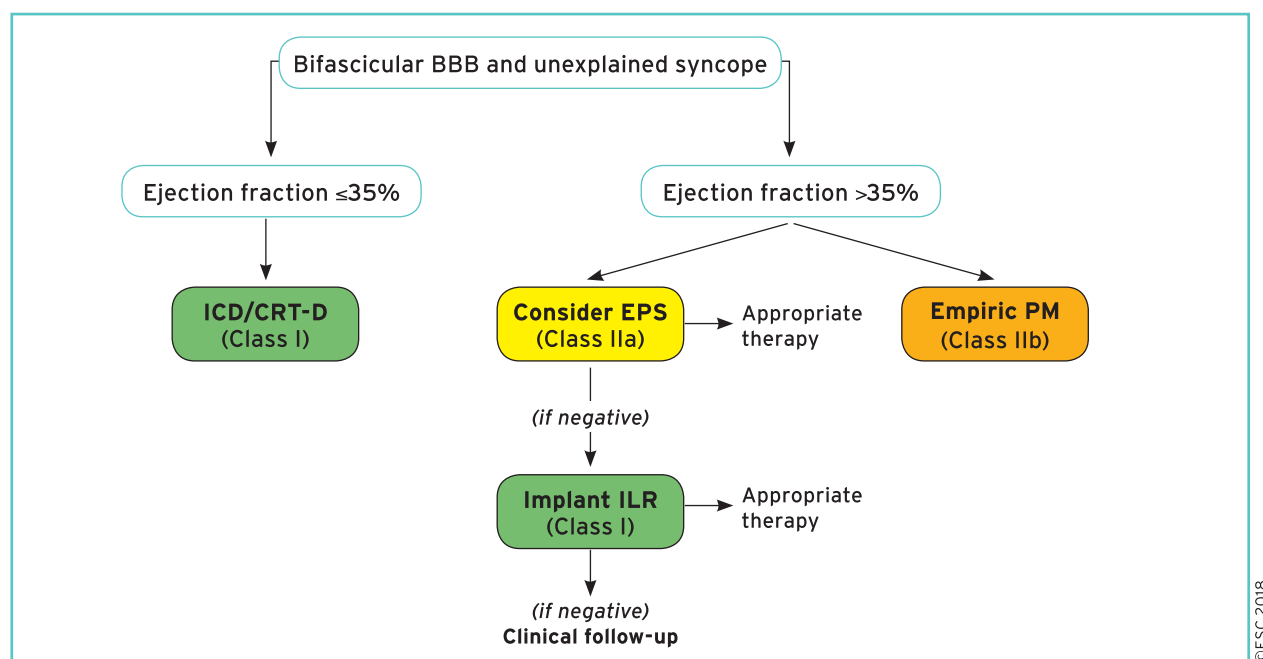 Bifascicular BBB and unexplained syncope
Ejection fraction ≤35%
Ejection fraction >35%
ICD/CRT-D
(Class I)
Consider EPS
(Class IIa)
Appropriate
therapy
Empiric PM
(Class IIb)
(if negative)
Implant ILR
(Class I)
Appropriate
therapy
(if negative)
Clinical follow-up
©ESC 2018